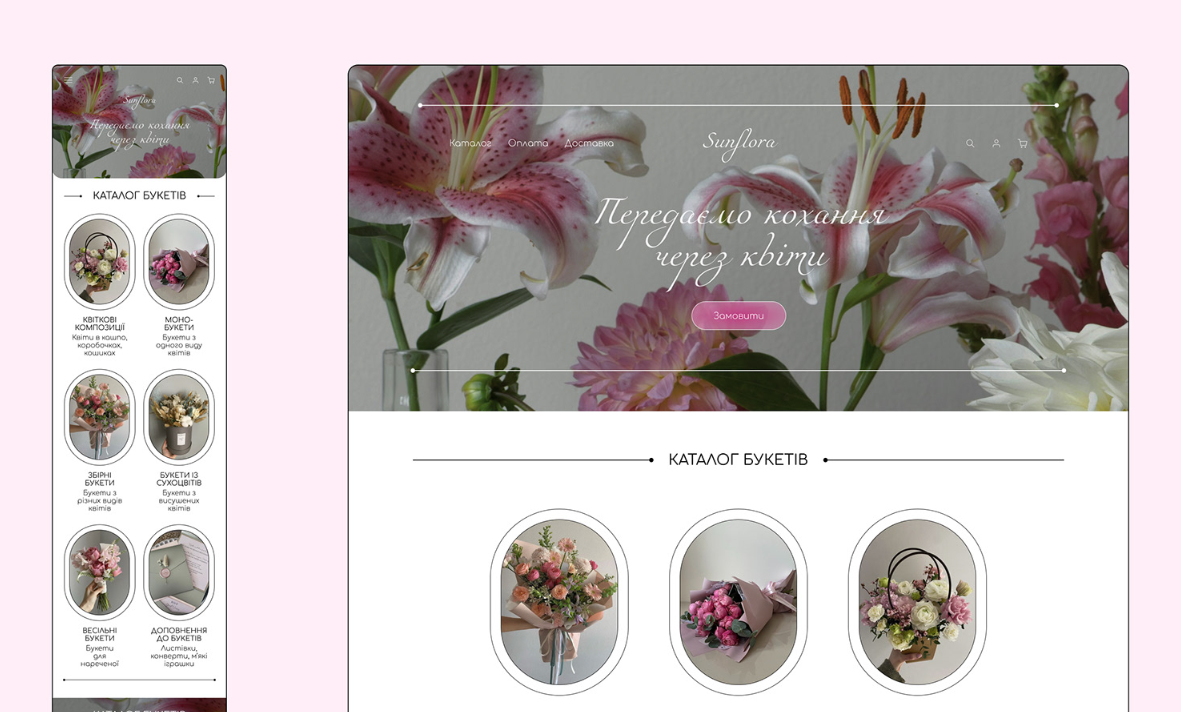 Sunflora
Передаємо кохання
через квіти
КАТАЛОГ БУКЕТІВ
КВІТКОВІ
КОМПОЗИЦІЇ
Квіти в кашпо,
коробочках,
кошиках
МОНО-
БУКЕТИ
Букети з
одного виду
квітів
ЗБІРНІ
БУКЕТИ
Букети з
різних видів
квітів
БУКЕТИ ІЗ
СУХОЦВІТІВ
Букети з
висушених
квітів
ВЕСІЛЬНІ
БУКЕТИ
Букети
для
нареченої
ДОПОВНЕННЯ
ДО БУКЕТІВ
Листівки,
конверти, м'які
іграшки
Каталог Оплата Доставка
Sunflora
Передаємо кохання
через квіти
Замовити
КАТАЛОГ БУКЕТІВ